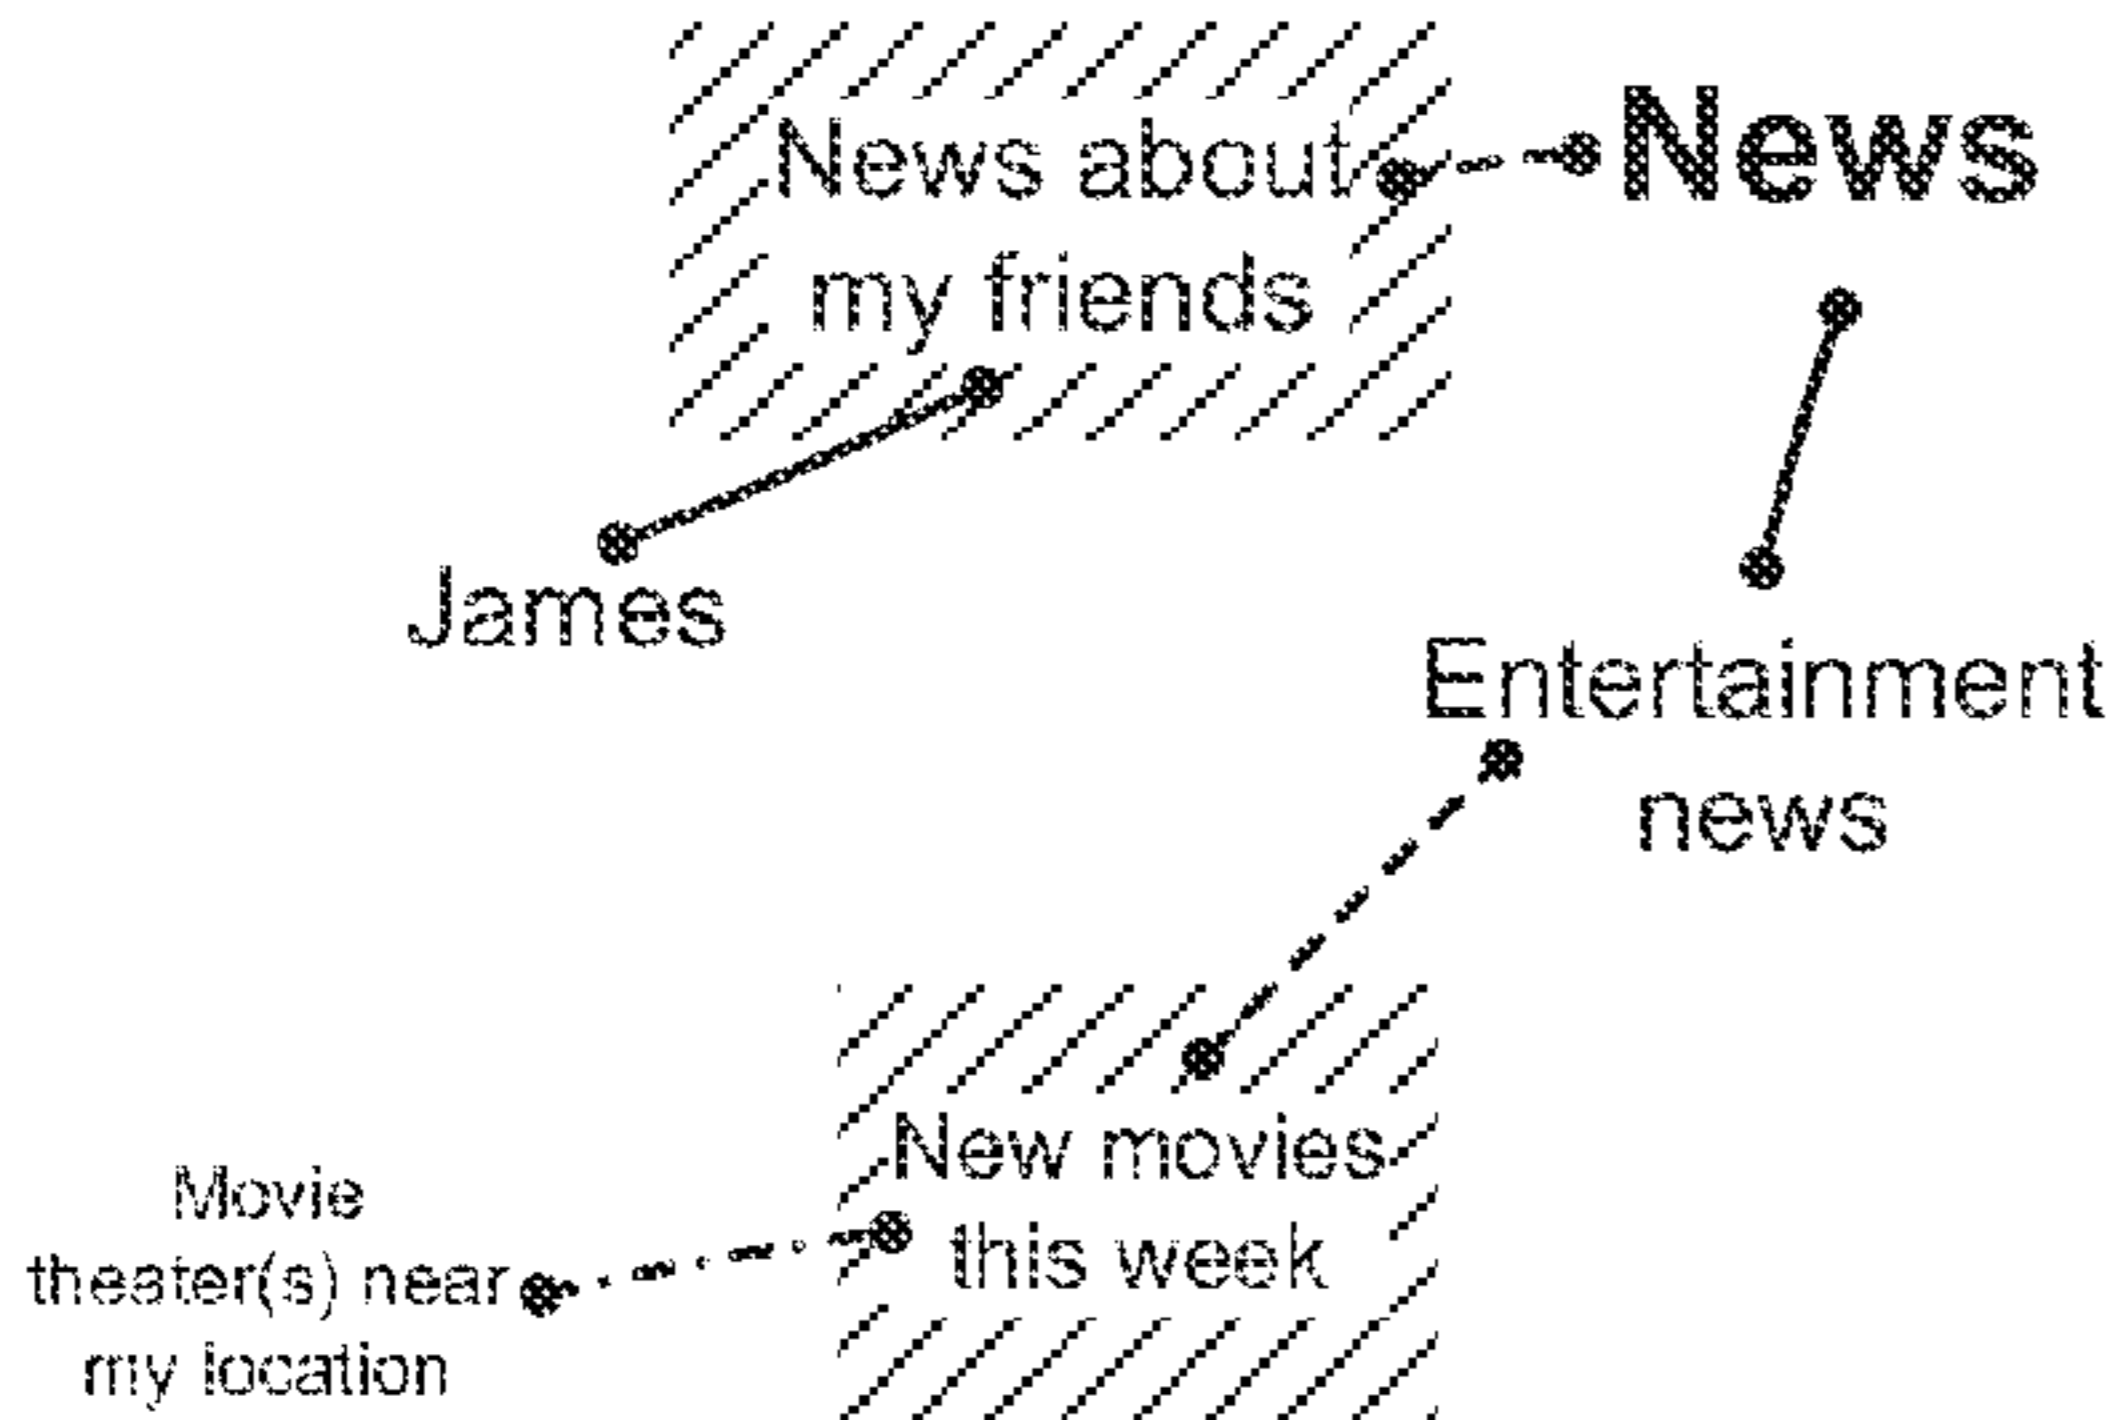 News about
my friends
News
James
Entertainment
news
New movies
this week
Movie
theater(s) near
my location